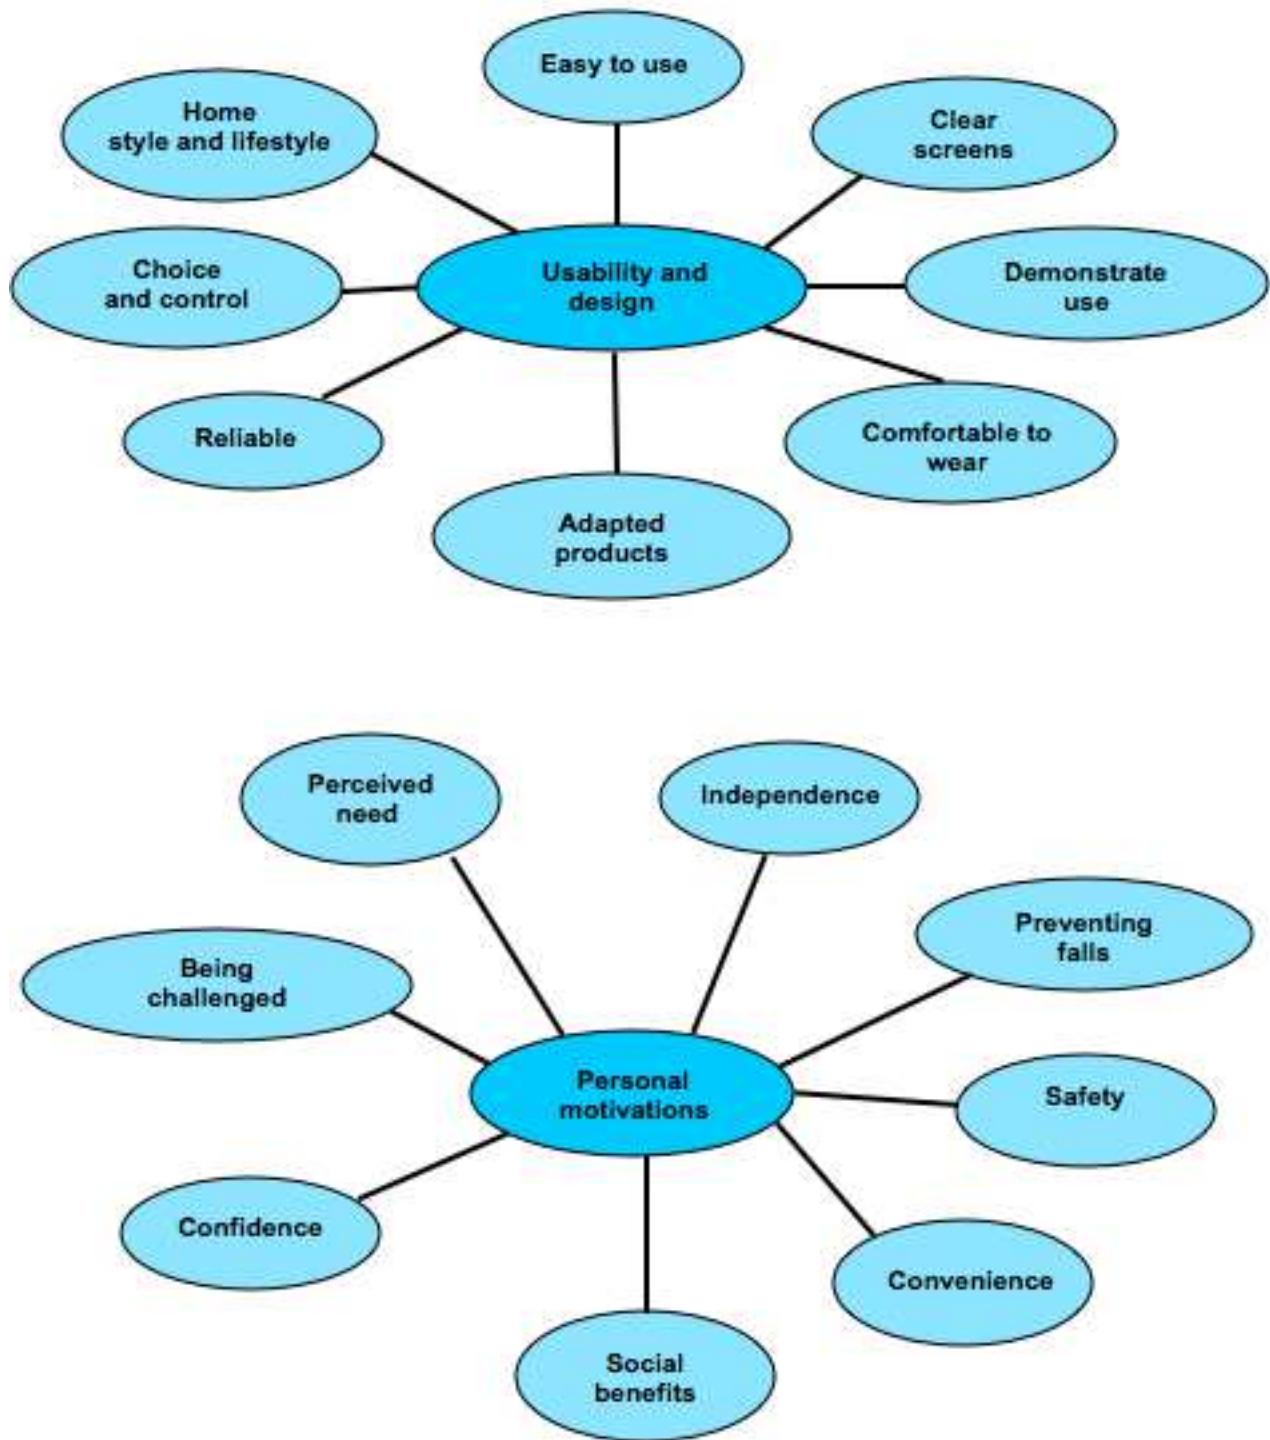 Easy to use
Home
style and lifestyle
Clear
screens
Choice
and control
Usability and
design
Demonstrate
use
Reliable
Comfortable to
wear
Adapted
products
Perceived
need
Independence
Preventing
falls
Being
challenged
Personal
motivations
Safety
Confidence
Convenience
Social
benefits